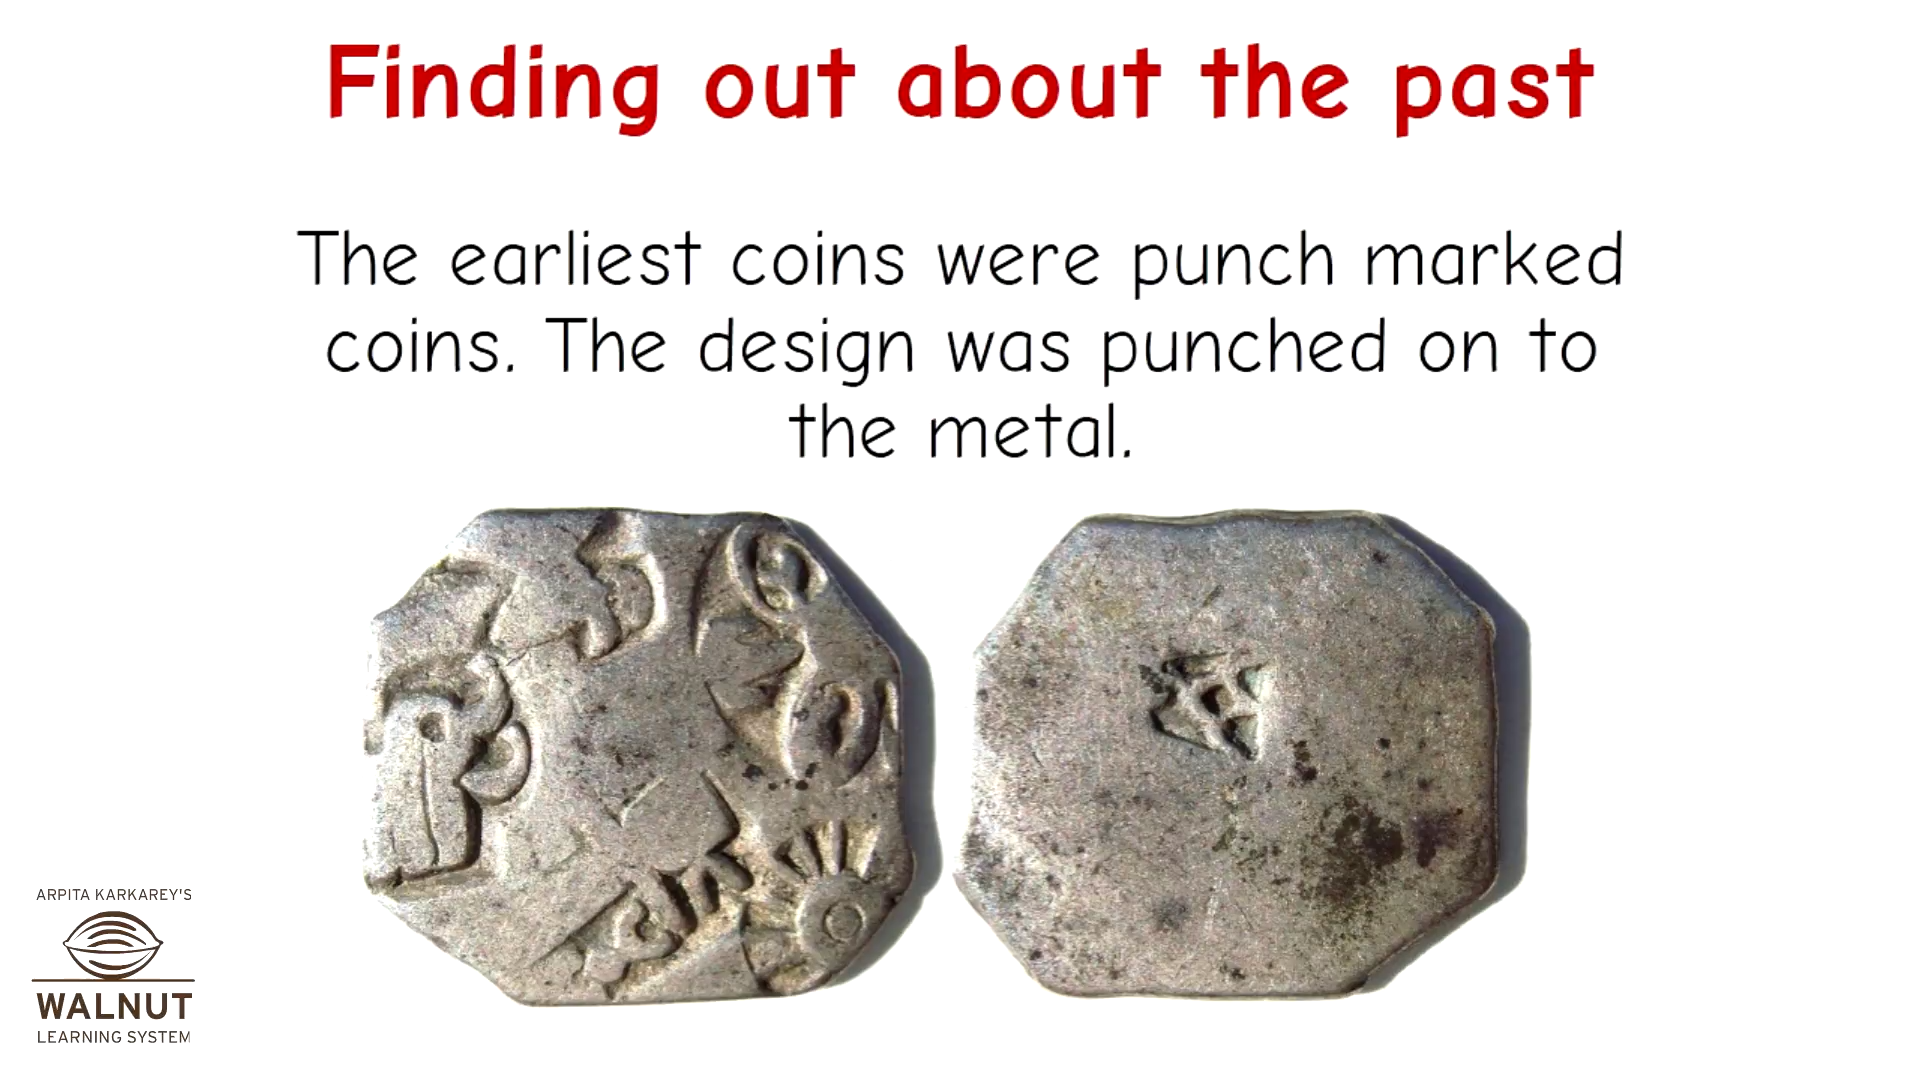 Finding out about the past
The earliest coins were punch marked
coins. The design was punched on to
the metal.
ARPITA KARKAREY'S
WALNUT
LEARNING SYSTEM